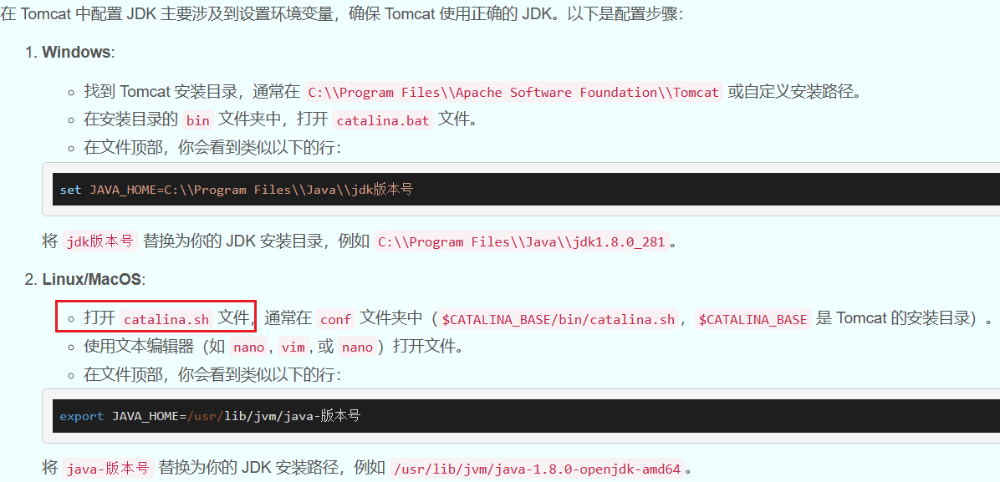 在 Tomcat 中配置 JDK 主要涉及到设置环境变量，确保 Tomcat 使用正确的 JDK。以下是配置步骤：
1. Windows:
找到 Tomcat 安装目录，通常在 C:\\Program Files\\Apache Software Foundation\\Tomcat 或自定义安装路径。
在安装目录的 bin 文件夹中，打开 catalina.bat 文件。
在文件顶部，你会看到类似以下的行：
set JAVA_HOME=C:\\Program Files\\Java\\jdk版本号
将 jdk版本号 替换为你的 JDK 安装目录，例如 C:\\Program Files\\Java\\jdk1.8.0_281。
2. Linux/MacOS:
打开 catalina.sh 文件，通常在 conf 文件夹中（$CATALINA_BASE/bin/catalina.sh，$CATALINA_BASE 是 Tomcat 的安装目录）。
使用文本编辑器（如 nano, vim, 或 nano）打开文件。
在文件顶部，你会看到类似以下的行：
export JAVA_HOME=/usr/lib/jvm/java-版本号
将 java-版本号 替换为你的 JDK 安装路径，例如 /usr/lib/jvm/java-1.8.0-openjdk-amd64。